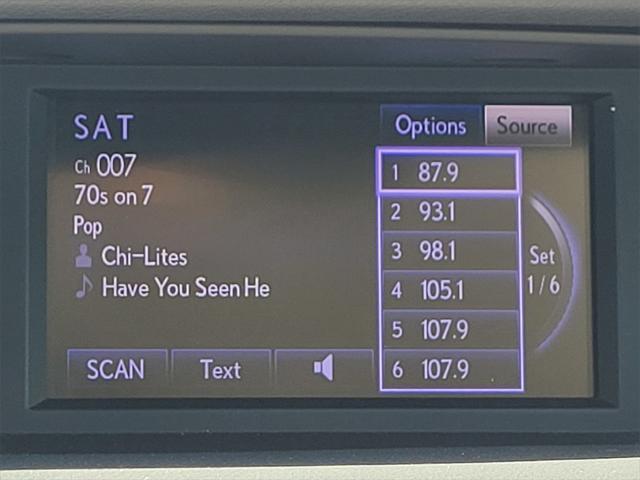 SAT
Ch 007
70s on 7
Pop
Chi-Lites
Have You Seen He
SCAN Text
Options Source
1 87.9
2 93.1
3 98.1
4 105.1
5 107.9
6 107.9
Set
1/6